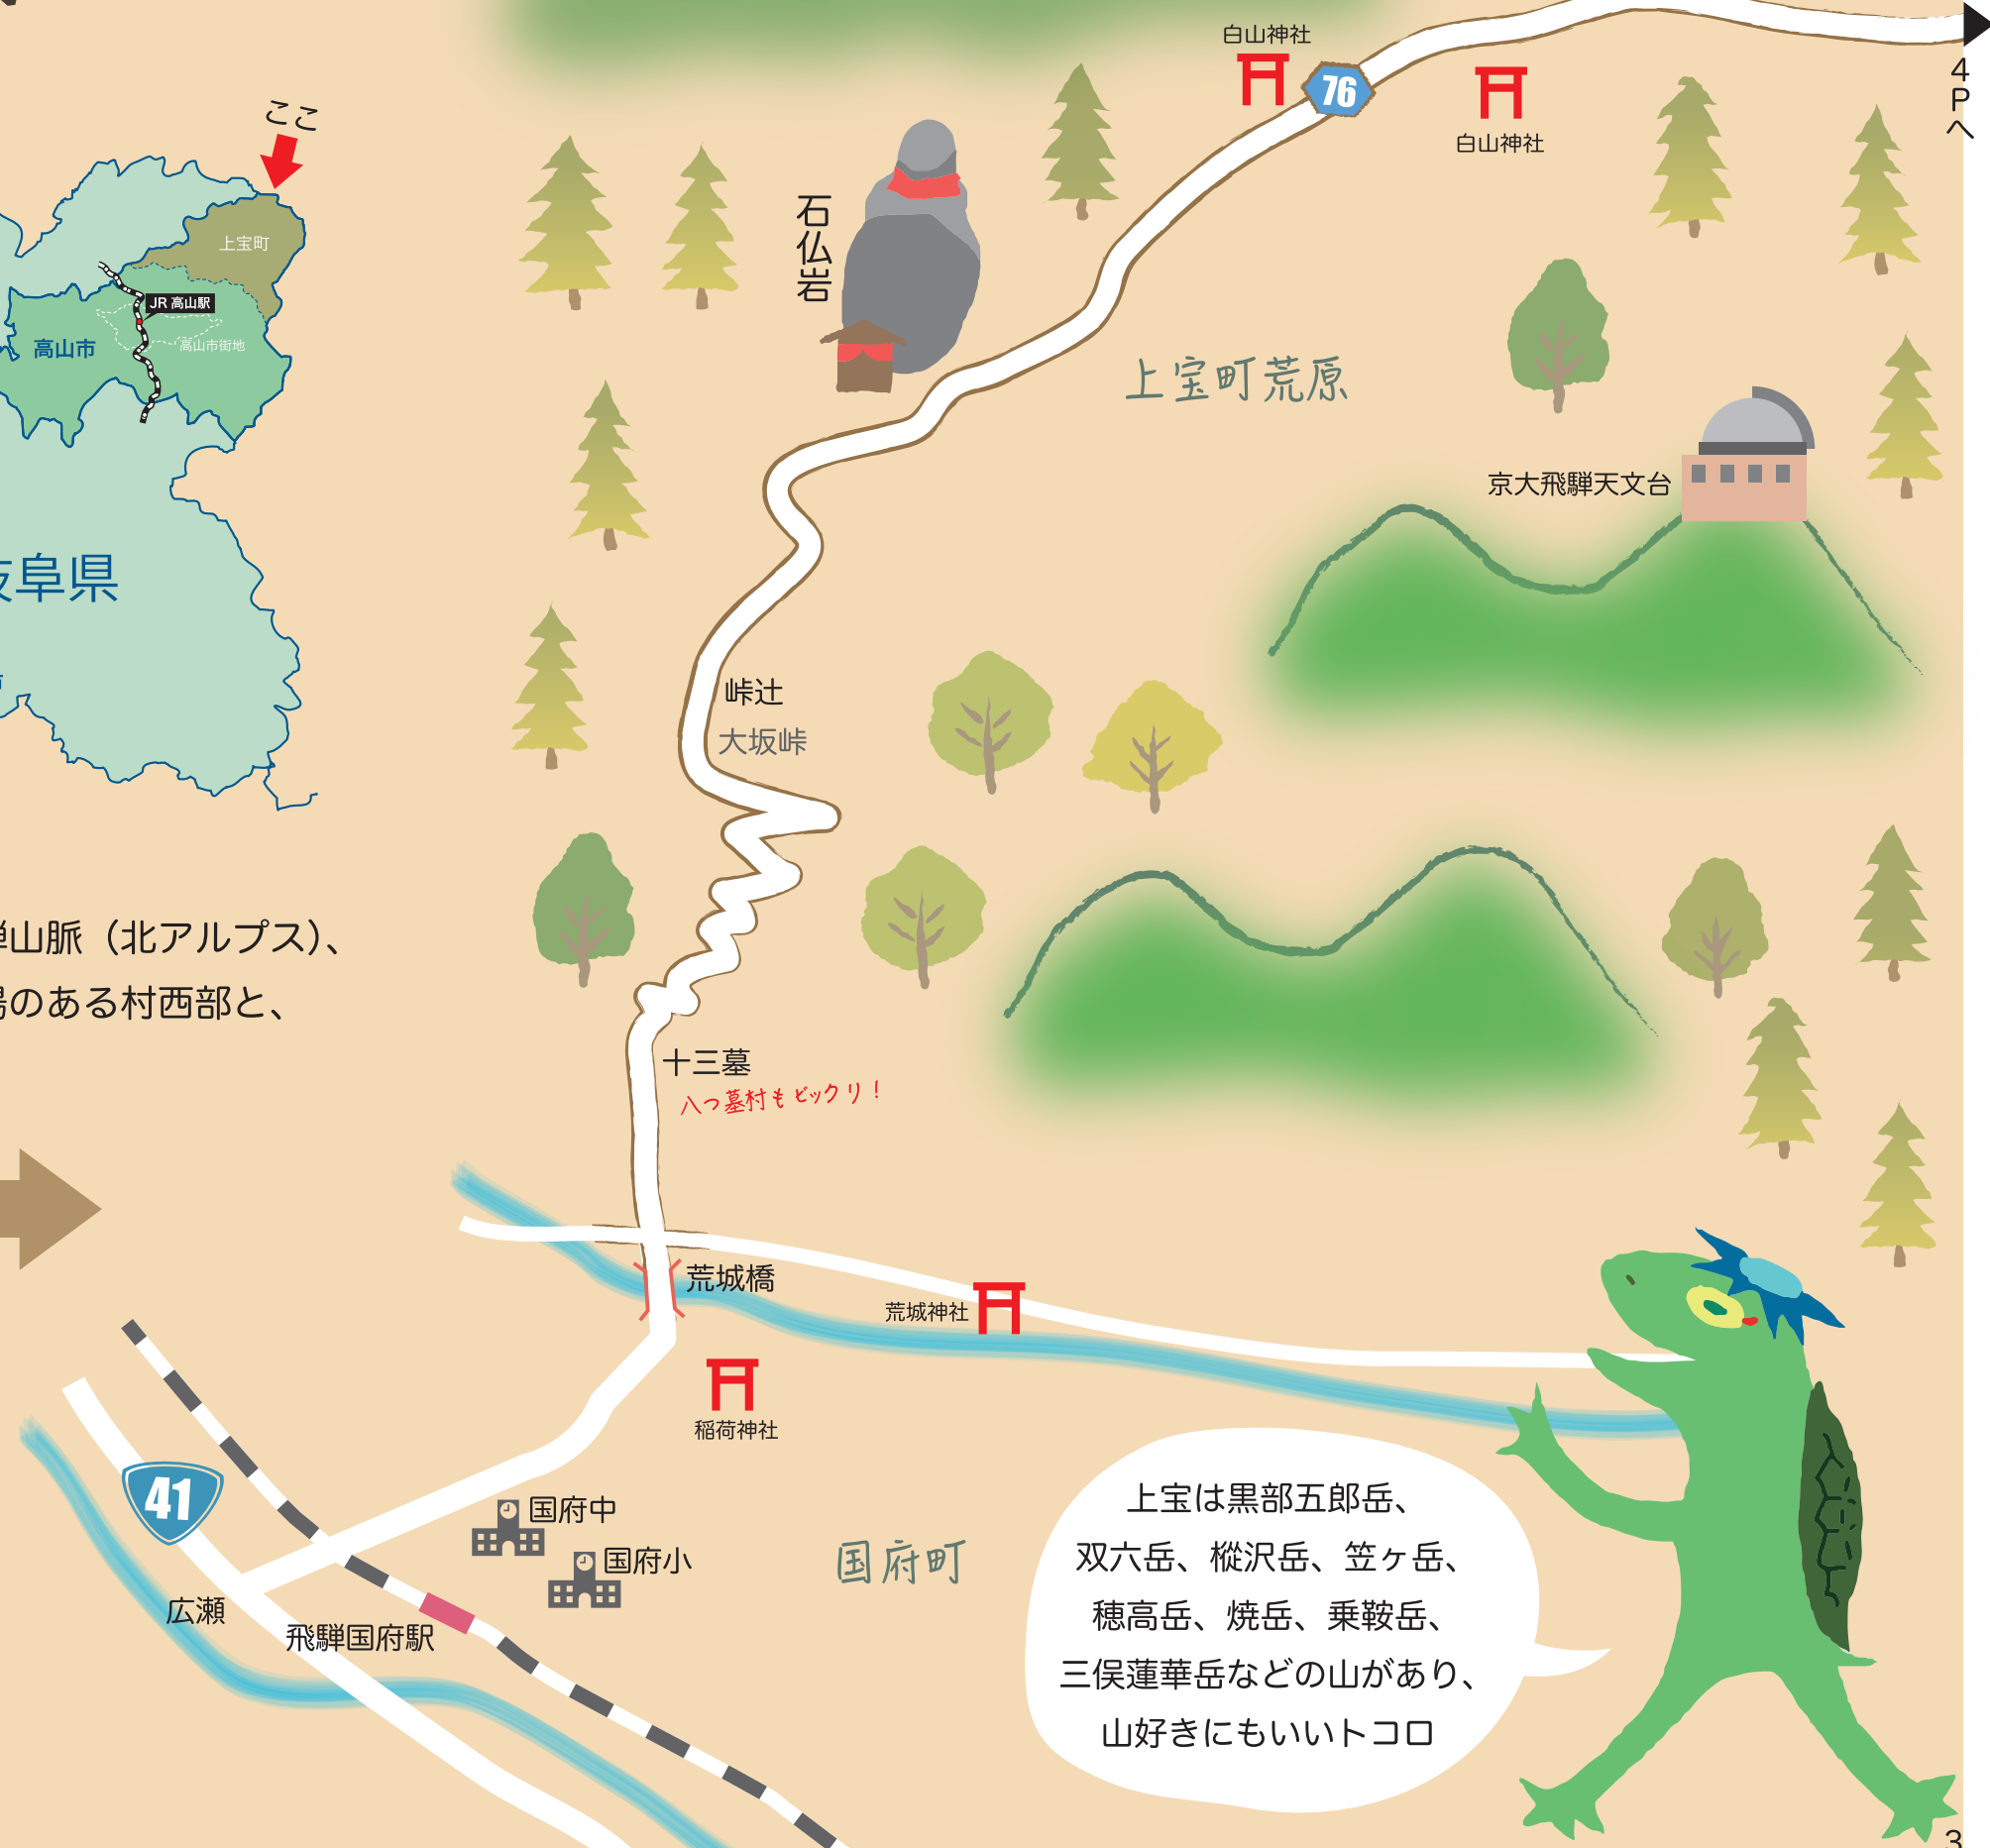 白山神社
76
白山神社
4Pへ
ここ
上宝町
JR 高山駅
高山市
高山市街地
石仏岩
上宝町荒原
京大飛騨天文台
阜県
峠辻
大坂峠
山脈（北アルプス）、
のある村西部と、
十三墓
八つ墓村もビックリ！
荒城橋
荒城神社
稲荷神社
41
国府中
国府小
国府町
広瀬
飛騨国府駅
上宝は黒部五郎岳、
双六岳、樅沢岳、笠ヶ岳、
穂高岳、焼岳、乗鞍岳、
三俣蓮華岳などの山があり、
山好きにもいいトコロ
3